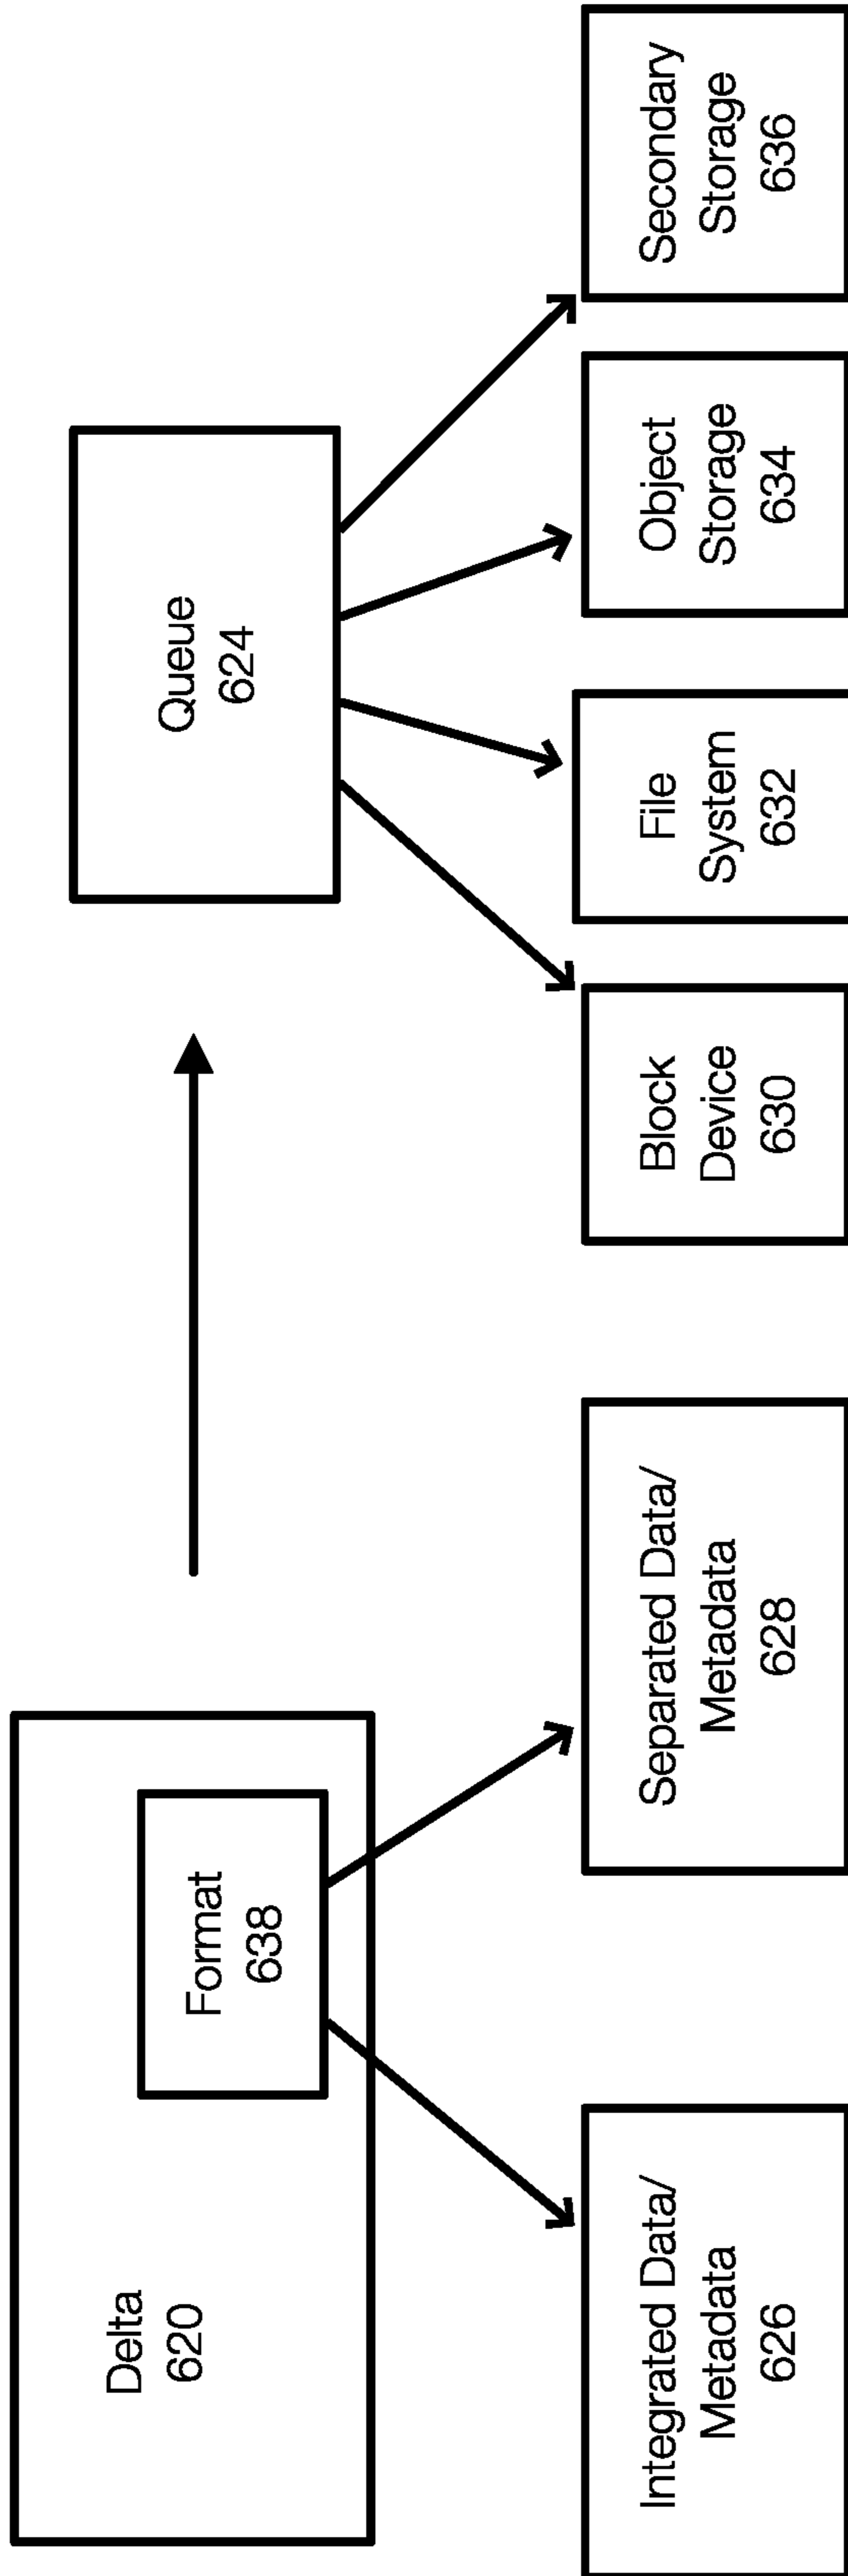 Delta
620
Format
638
Queue
624
Integrated Data/
Metadata
626
Separated Data/
Metadata
628
Block
Device
630
File
System
632
Object
Storage
634
Secondary
Storage
636